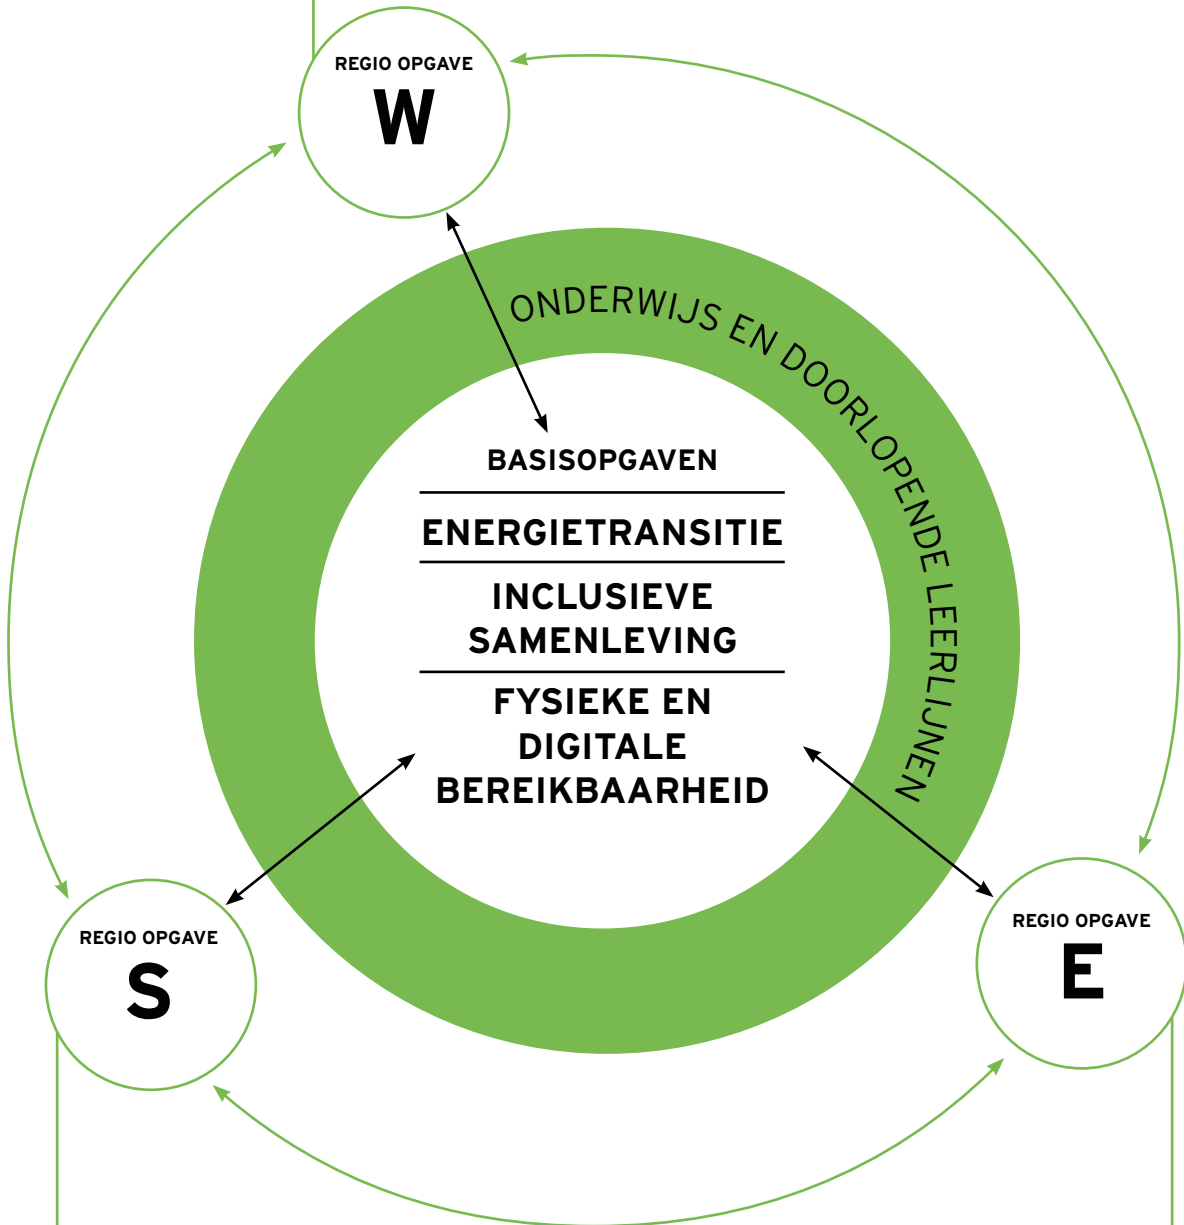 REGIO OPGAVE
W
ONDERWIJS EN DOORLOPENDE LEERLIJNEN
BASISOPGAVEN
ENERGIETRANSITIE
INCLUSIEVE
SAMENLEVING
FYSIEKE EN
DIGITALE
BEREIKBAARHEID
REGIO OPGAVE
S
REGIO OPGAVE
E